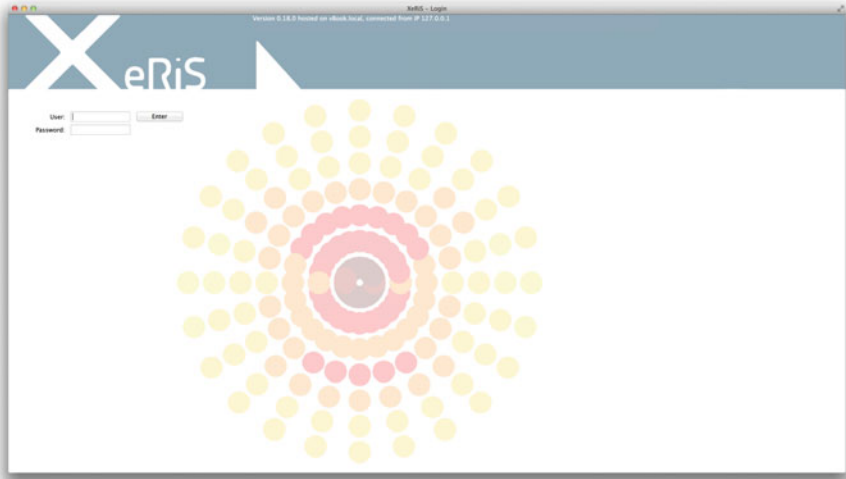 XeRiS - Login
Version 0.18.0 hosted on vBook.local, connected from IP 127.0.0.1
XeRiS
User:
Enter
Password: